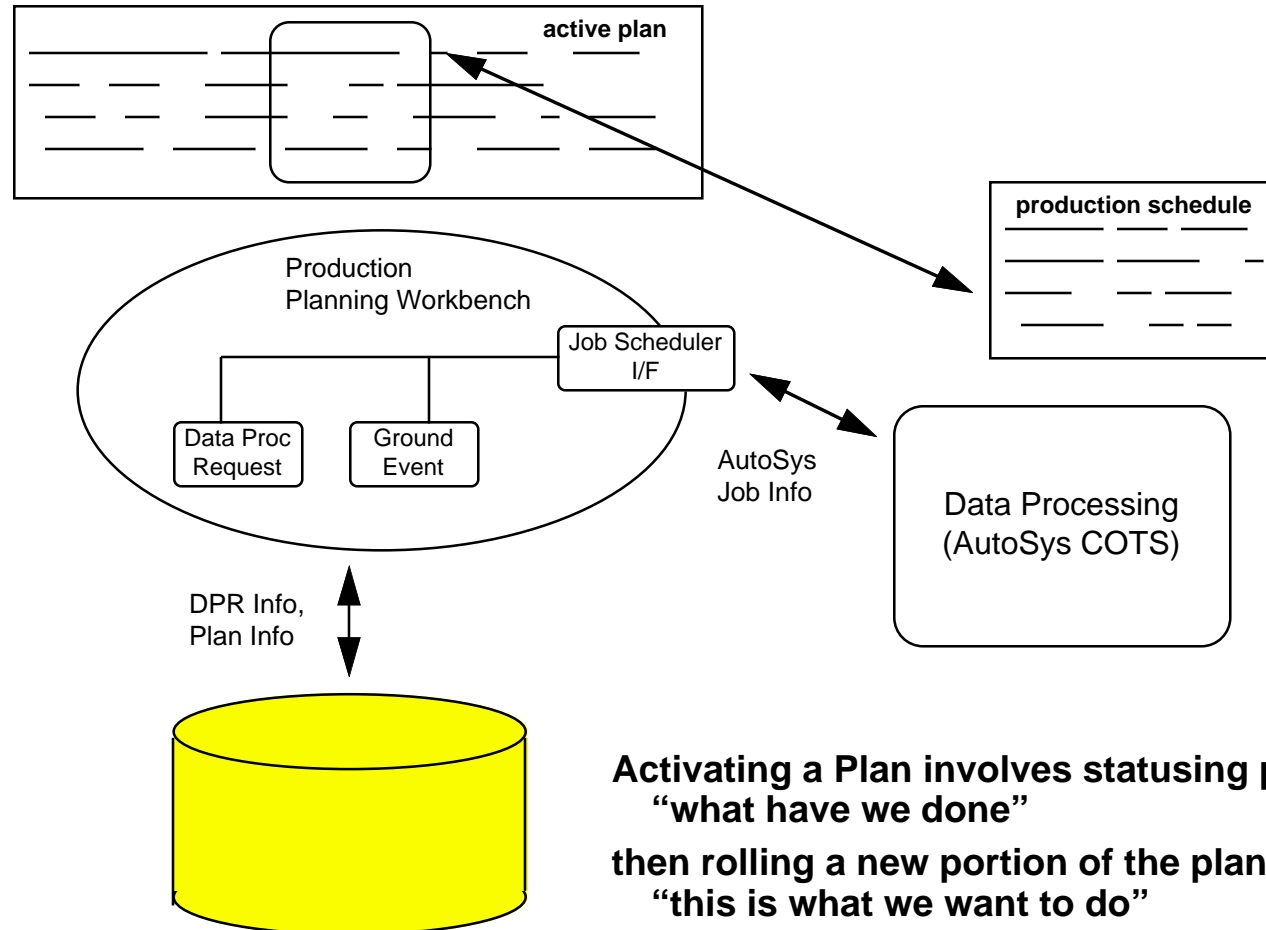 active plan
production schedule
Production
Planning Workbench
Job Scheduler
I/F
Data Proc
Request
Ground
Event
AutoSys
Job Info
Data Processing
(AutoSys COTS)
DPR Info,
Plan Info
Activating a Plan involves statusing
“what have we done”
then rolling a new portion of the plan
“this is what we want to do”